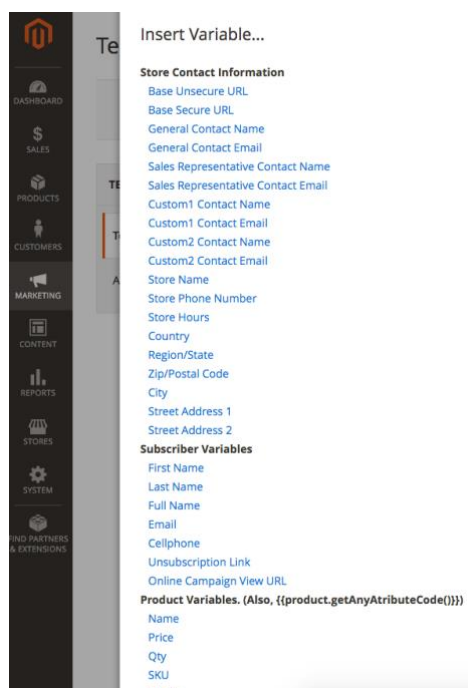 Te
Insert Variable...
DASHBOARD
SALES
PRODUCTS
CUSTOMERS
MARKETING
CONTENT
REPORTS
STORES
SYSTEM
FIND PARTNERS
& EXTENSIONS
TE
T
A
Store Contact Information
Base Unsecure URL
Base Secure URL
General Contact Name
General Contact Email
Sales Representative Contact Name
Sales Representative Contact Email
Custom1 Contact Name
Custom1 Contact Email
Custom2 Contact Name
Custom2 Contact Email
Store Name
Store Phone Number
Store Hours
Country
Region/State
Zip/Postal Code
City
Street Address 1
Street Address 2
Subscriber Variables
First Name
Last Name
Full Name
Email
Cellphone
Unsubscription Link
Online Campaign View URL
Product Variables. (Also, {{product.getAnyAtributeCode()}})
Name
Price
Qty
SKU